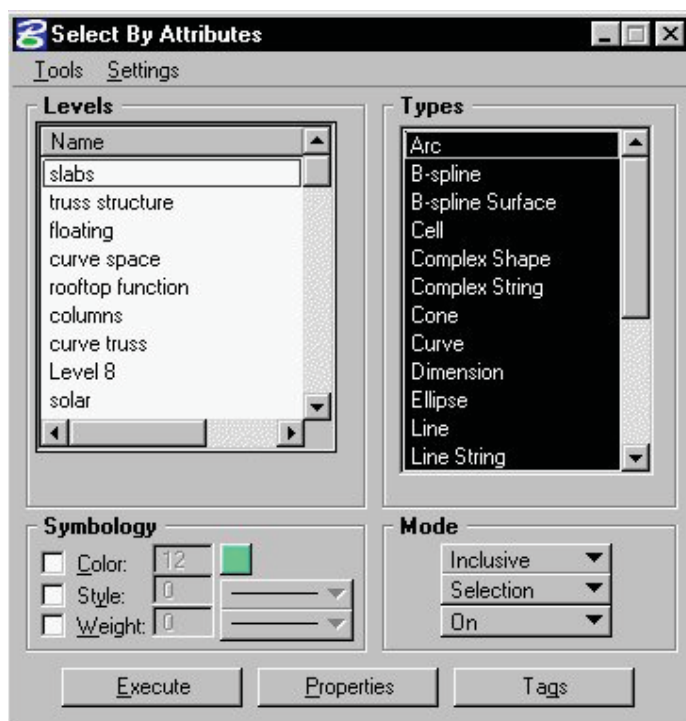 Select By Attributes
Tools Settings
Levels
Name
slabs
truss structure
floating
curve space
rooftop function
columns
curve truss
Level 8
solar
Types
Arc
B-spline
B-spline Surface
Cell
Complex Shape
Complex String
Cone
Curve
Dimension
Ellipse
Line
Line String
Symbology
Color: 12
Style: 0
Weight: 0
Mode
Inclusive
Selection
On
Execute Properties Tags